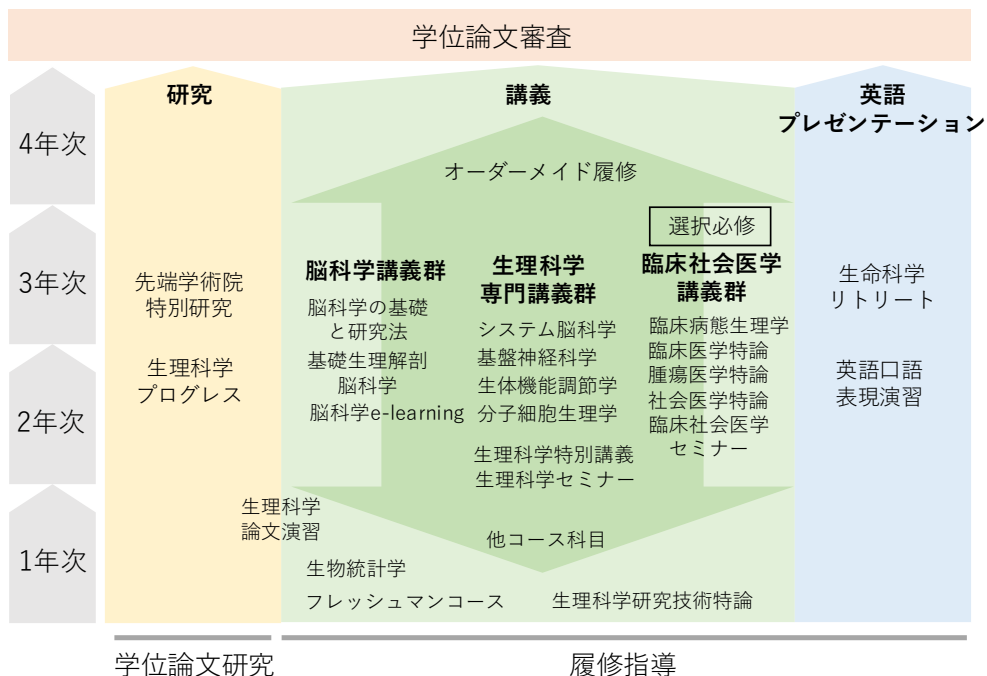 学位論文審査
4年次
3年次
2年次
1年次
研究
先端学術院
特別研究
生理科学
プログレス
生理科学
論文演習
講義
オーダーメイド履修
脳科学講義群
脳科学の基礎
と研究法
基礎生理解剖
脳科学
脳科学e-learning
生理科学
専門講義群
システム脳科学
基盤神経科学
生体機能調節学
分子細胞生理学
生理科学特別講義
生理科学セミナー
選択必修
臨床社会医学
講義群
臨床病態生理学
臨床医学特論
腫瘍医学特論
社会医学特論
臨床社会医学
セミナー
他コース科目
生物統計学
フレッシュマンコース
生理科学研究技術特論
英語
プレゼンテーション
生命科学
リトリート
英語口語
表現演習
学位論文研究
履修指導